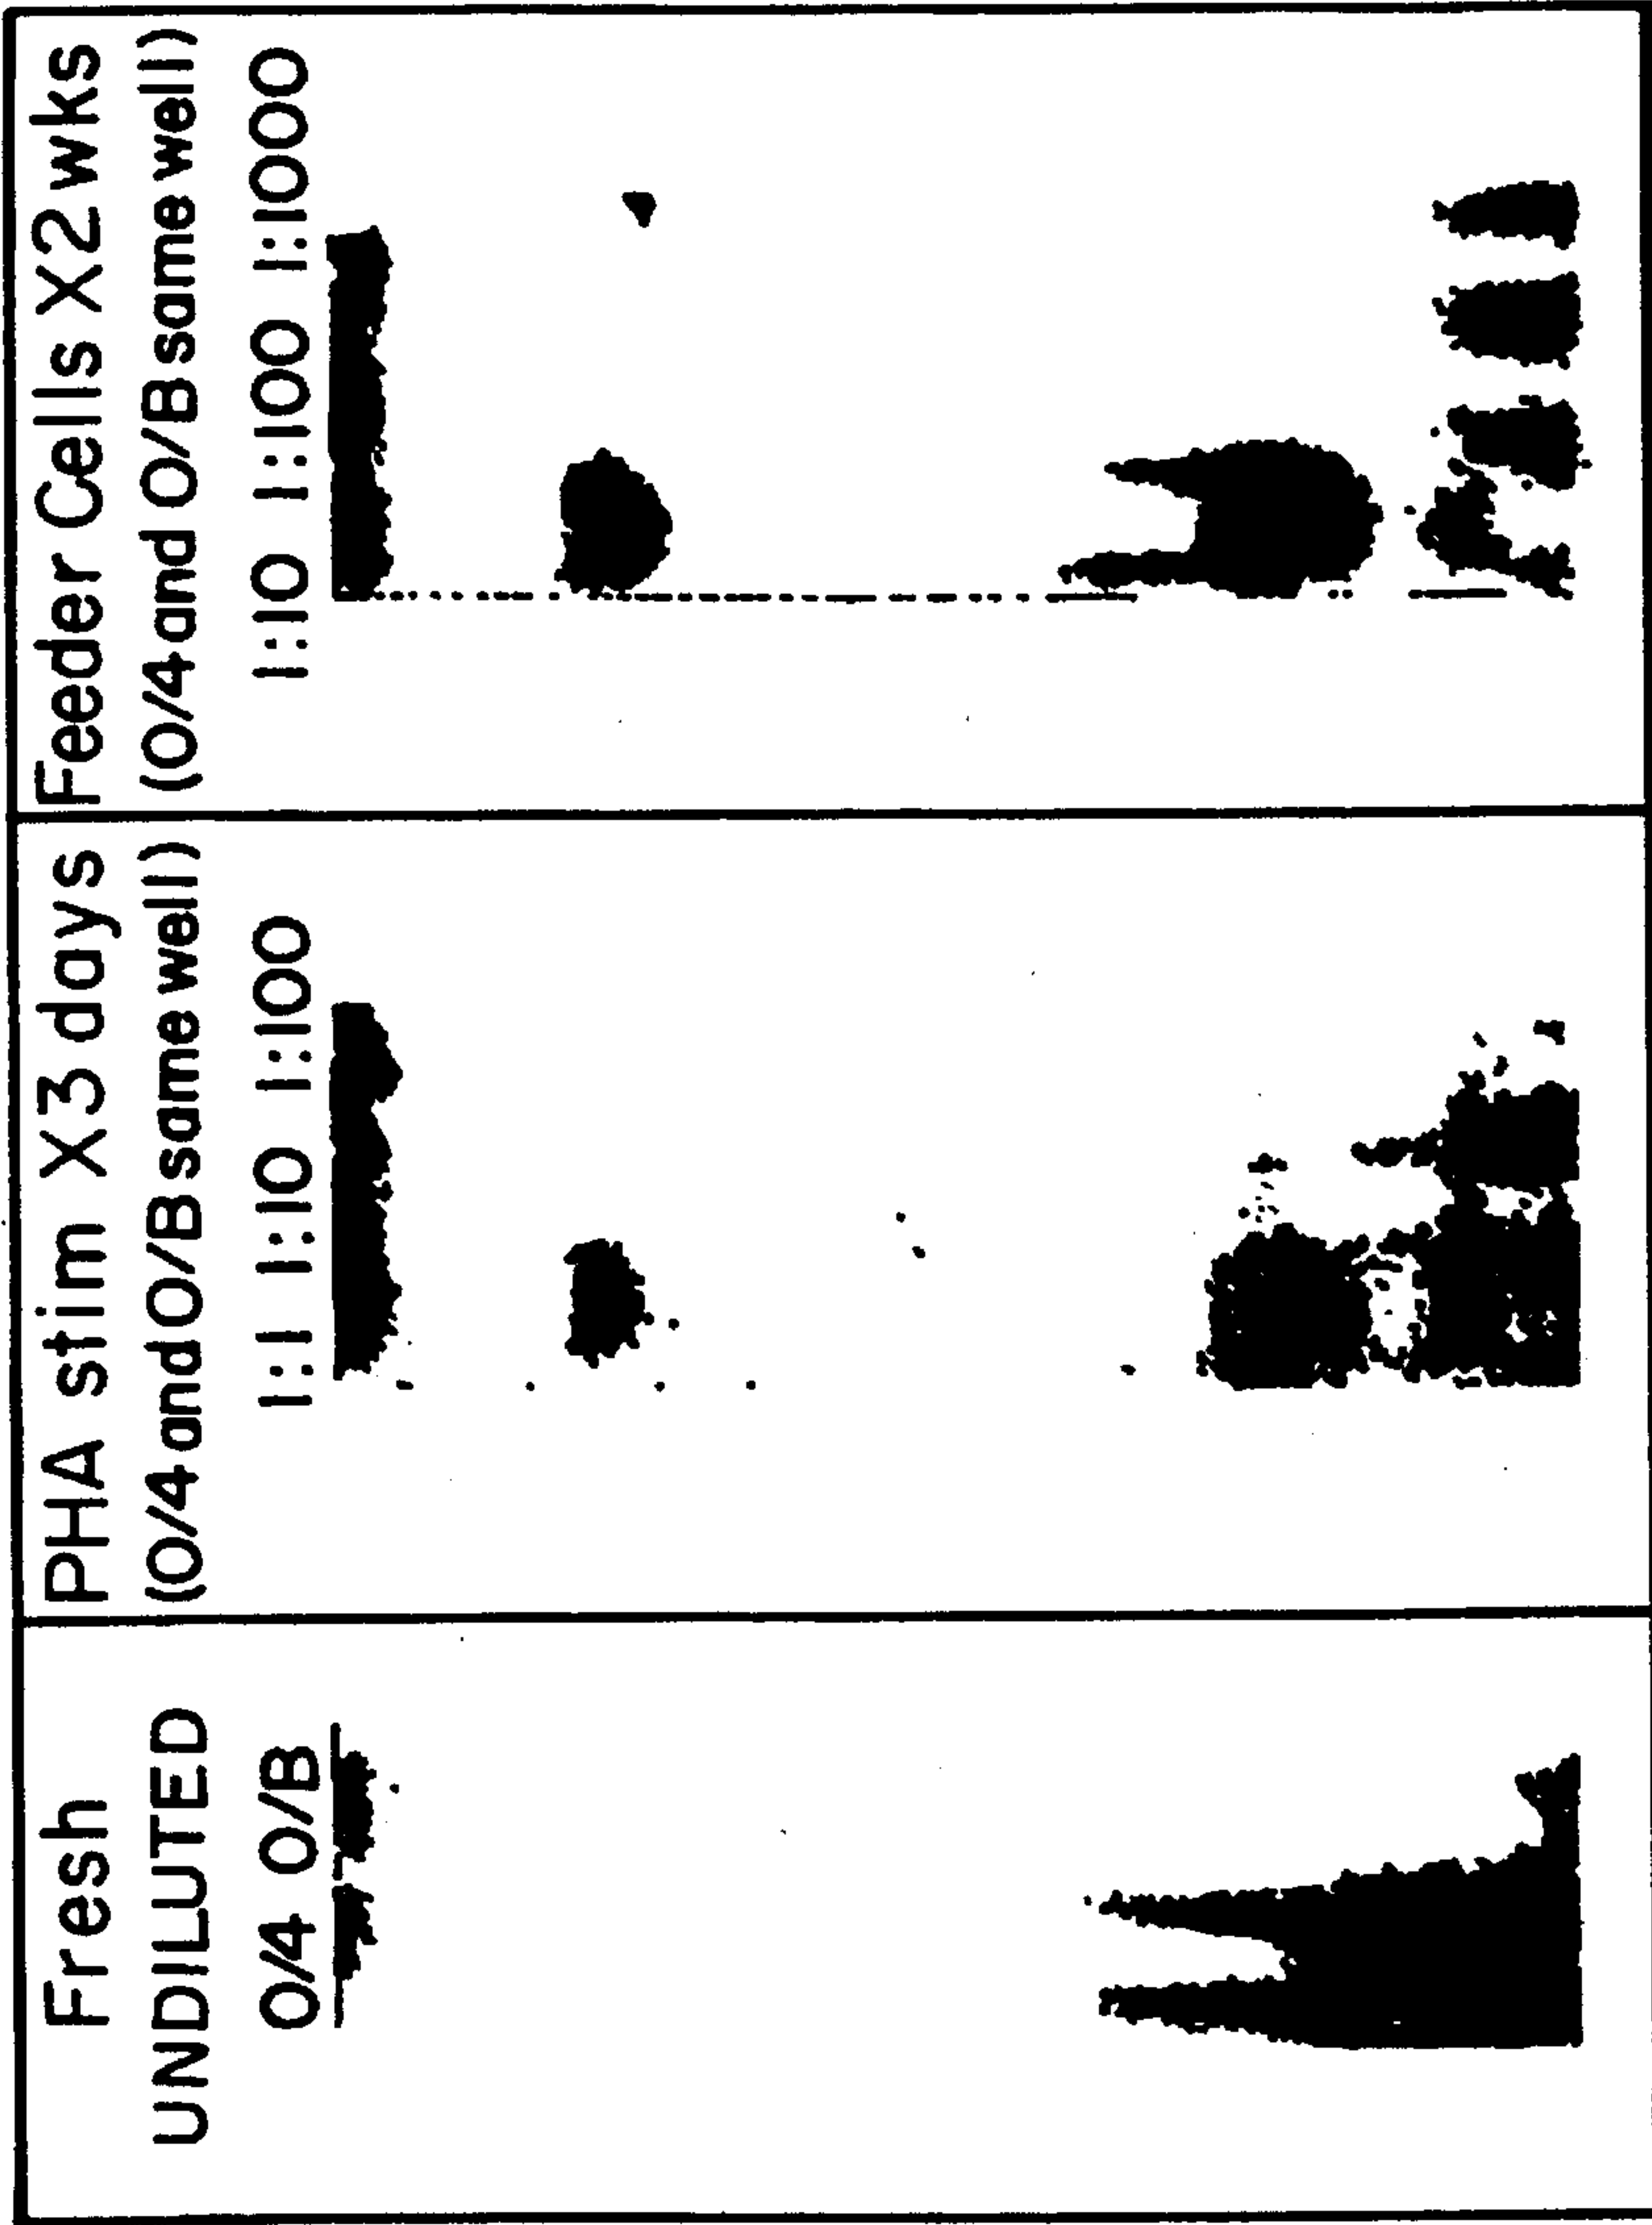 Fresh
UNDILUTED
O/4 O/B
PHA stim X3 days
(O/4 and O/B same well)
1:1 1:10 1:100
Feeder Cells X2 wks
(O/4 and O/B same well)
1:10 1:100 1:1000